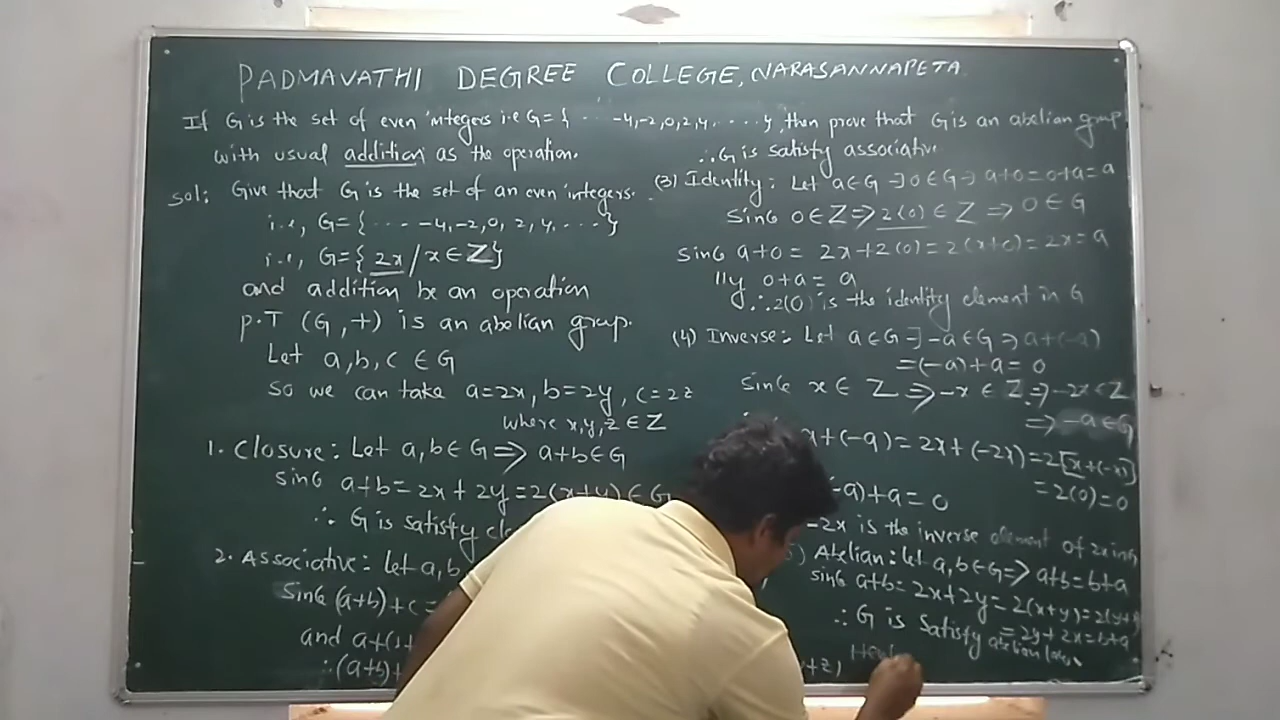 PADMAVATHI DEGREE COLLEGE, NARASANNAPETA
If G is the set of even integers i.e G = { ... -4, -2, 0, 2, 4, ..... }, then prove that G is an abelian group
with usual addition as the operation.
Sol: Give that G is the set of an even integers.
i.e, G = { ... -4, -2, 0, 2, 4, .... }
i.e, G = { 2x / x ∈ Z }
and addition be an operation
P.T (G, +) is an abelian group.
Let a, b, c ∈ G
So we can take a = 2x, b = 2y, c = 2z
where x, y, z ∈ Z
1. Closure: Let a, b ∈ G ⇒ a+b ∈ G
Sinc a+b = 2x + 2y = 2(x+y) ∈ G
∴ G is satisfy
2. Associative: Let a, b
Sinc (a+b) + c =
and a+(
∴ (a+b)+
+z)
∴ G is satisfy associative
(3) Identity: Let a ∈ G ∃ 0 ∈ G ∋ a+0 = 0+a = a
Sinc 0 ∈ Z ⇒ 2(0) ∈ Z ⇒ 0 ∈ G
Sinc a+0 = 2x + 2(0) = 2(x+0) = 2x = a
lly 0+a = a
∴ 2(0) is the identity element in G
(4) Inverse: Let a ∈ G ∃ -a ∈ G ∋ a+(-a)
= (-a) + a = 0
Sinc x ∈ Z ⇒ -x ∈ Z ⇒ -2x ∈ Z
⇒ -a ∈ G
a + (-a) = 2x + (-2x) = 2[x+(-x)]
= 2(0) = 0
-a) + a = 0
-2x is the inverse element of 2x in G
) Abelian: Let a, b ∈ G ⇒ a+b = b+a
Sinc a+b = 2x + 2y = 2(x+y) = 2(y+x)
= 2y + 2x = b+a
∴ G is satisfy abelian law